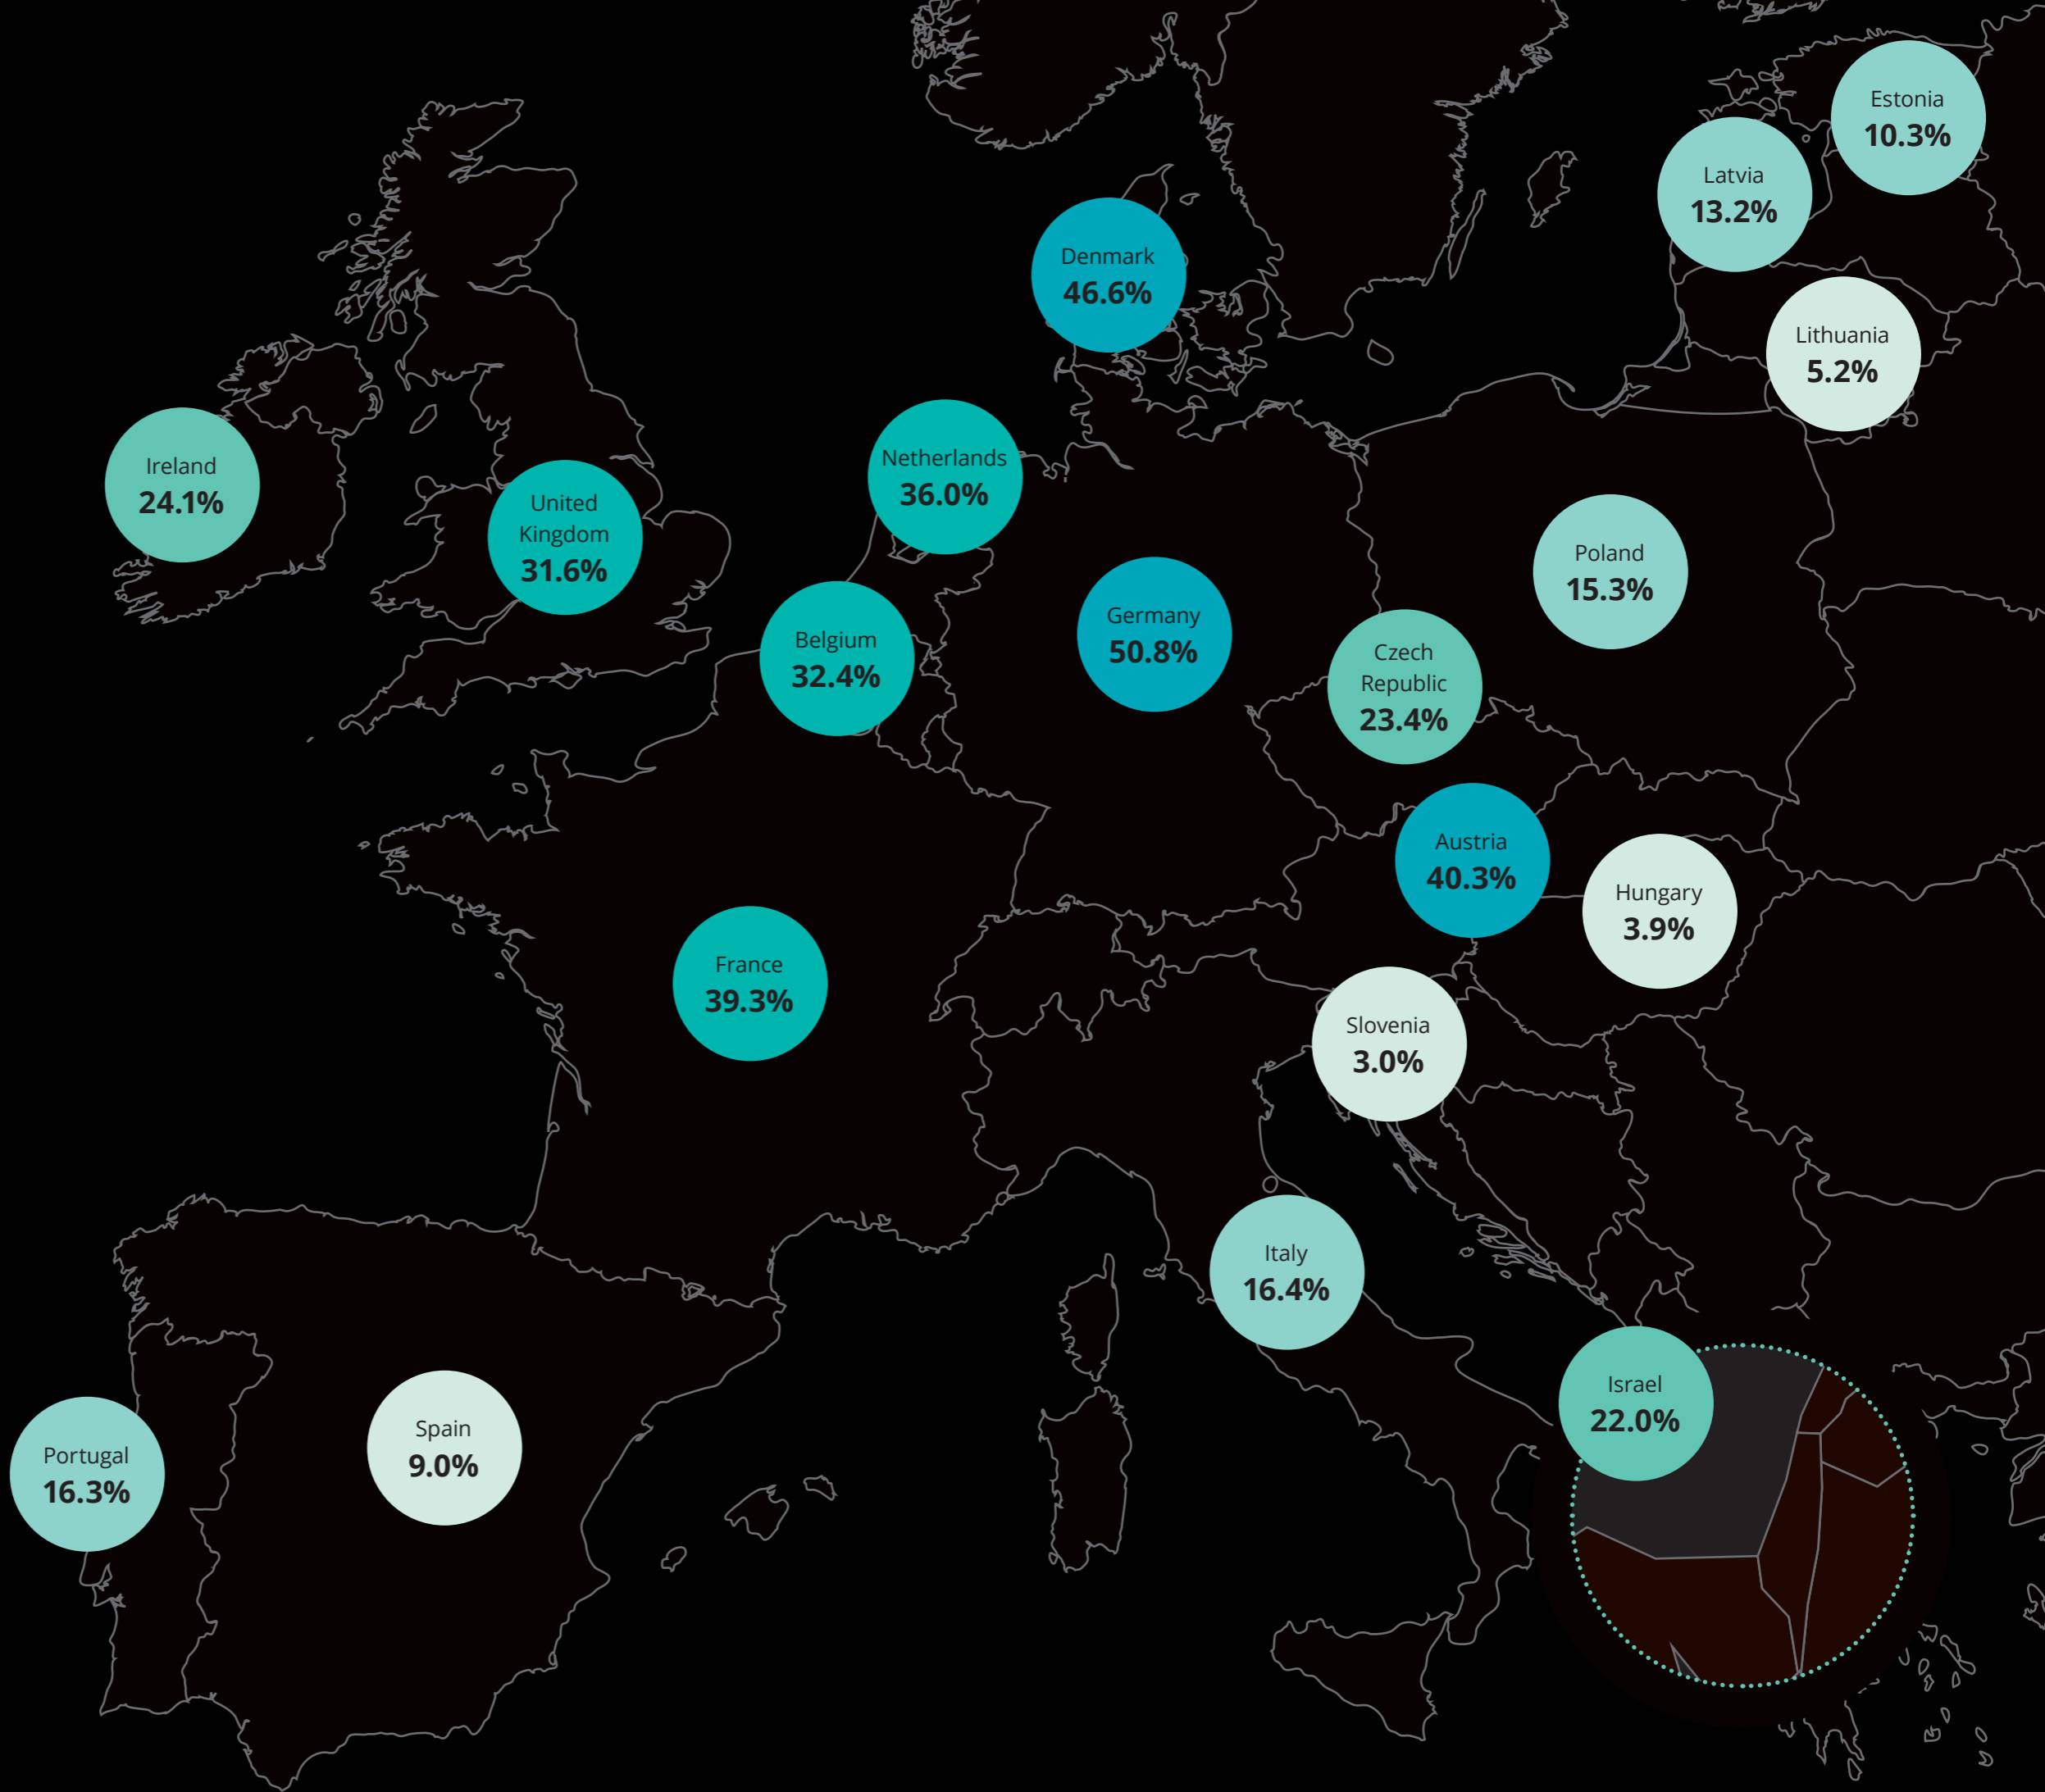 Estonia
10.3%
Latvia
13.2%
Denmark
46.6%
Lithuania
5.2%
Ireland
24.1%
Netherlands
36.0%
United
Kingdom
31.6%
Poland
15.3%
Germany
50.8%
Belgium
32.4%
Czech
Republic
23.4%
Austria
40.3%
Hungary
3.9%
France
39.3%
Slovenia
3.0%
Italy
16.4%
Israel
22.0%
Spain
9.0%
Portugal
16.3%